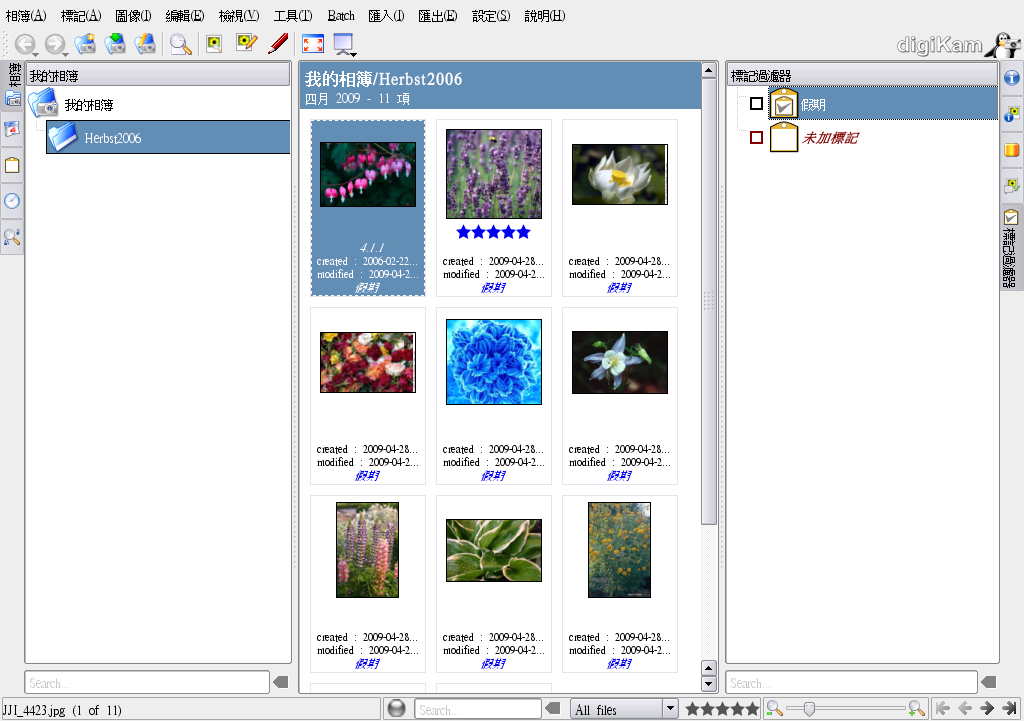 相簿(A) 標記(A) 圖像(I) 編輯(E) 檢視(V) 工具(T) Batch 匯入(I) 匯出(E) 設定(S) 說明(H)
digiKam
相簿
我的相簿
我的相簿
Herbst2006
我的相簿/Herbst2006
四月 2009 - 11 項
4.1.1
created : 2006-02-22...
modified : 2009-04-2...
假期
created : 2009-04-28...
modified : 2009-04-2...
假期
created : 2009-04-28...
modified : 2009-04-2...
假期
created : 2009-04-28...
modified : 2009-04-2...
假期
created : 2009-04-28...
modified : 2009-04-2...
假期
created : 2009-04-28...
modified : 2009-04-2...
假期
created : 2009-04-28...
modified : 2009-04-2...
假期
created : 2009-04-28...
modified : 2009-04-2...
假期
created : 2009-04-28...
modified : 2009-04-2...
假期
標記過濾器
假期
未加標記
標記過濾器
Search...
Search...
JJI_4423.jpg (1 of 11)
Search...
All files